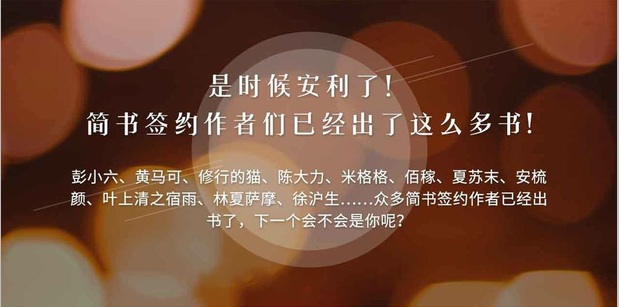 是时候安利了！
简书签约作者们已经出了这么多书！
彭小六、黄马可、修行的猫、陈大力、米格格、佰稼、夏苏末、安梳
颜、叶上清之宿雨、林夏萨摩、徐沪生……众多简书签约作者已经出
书了，下一个会不会是你呢？